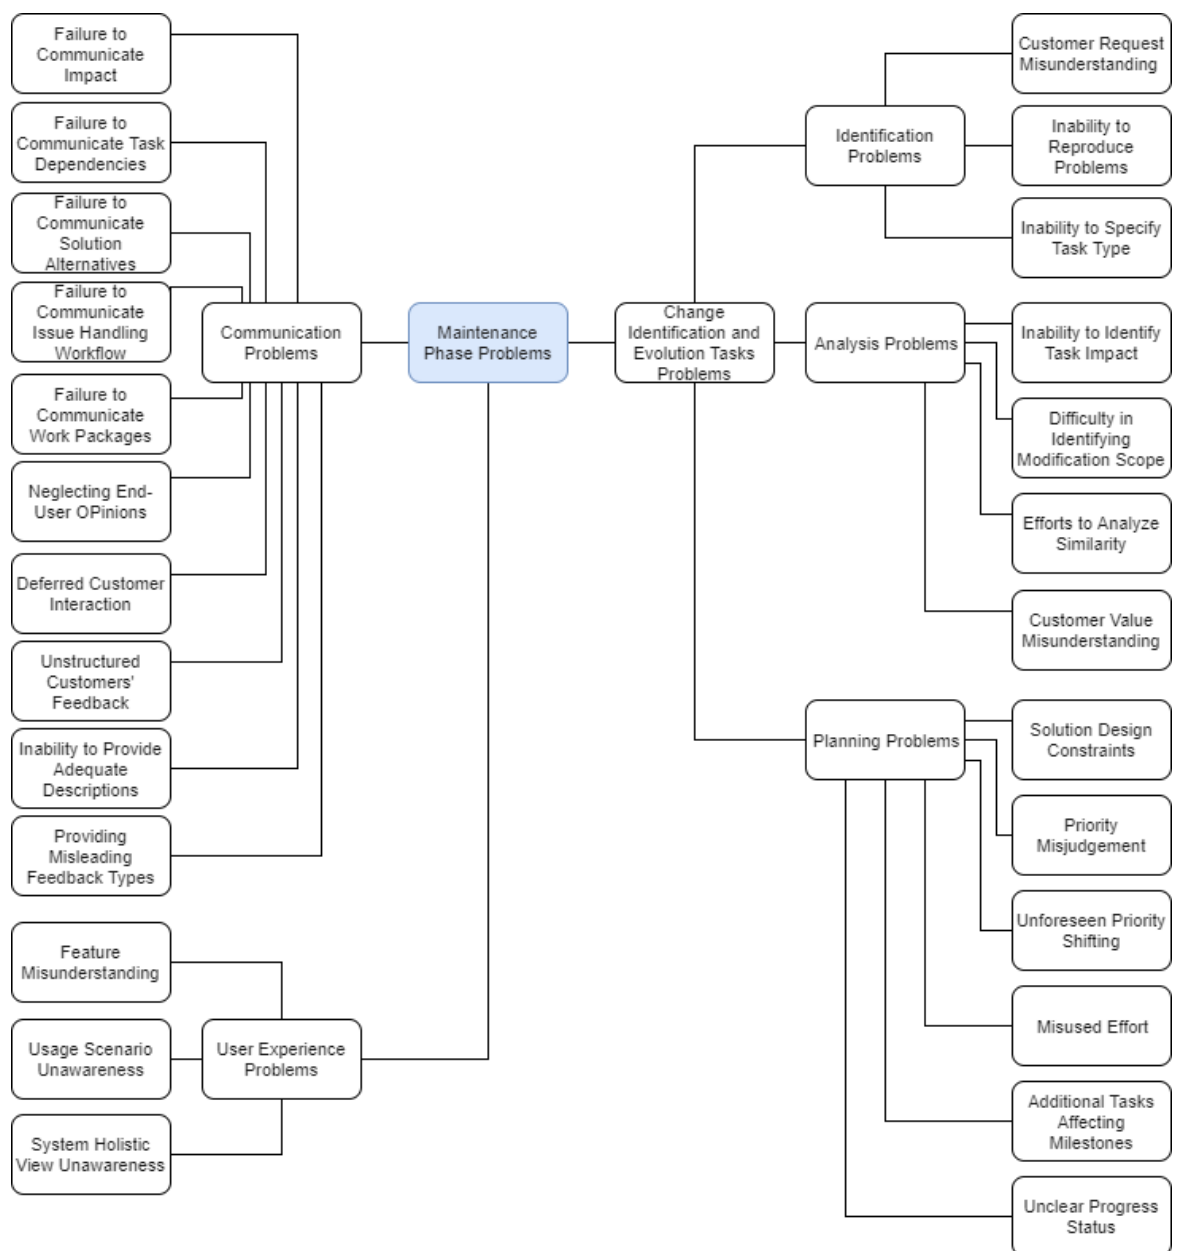 Failure to
Communicate
Impact
Failure to
Communicate Task
Dependencies
Failure to
Communicate
Solution
Alternatives
Failure to
Communicate
Issue Handling
Workflow
Failure to
Communicate
Work Packages
Neglecting End-
User OPinions
Deferred Customer
Interaction
Unstructured
Customers'
Feedback
Inability to Provide
Adequate
Descriptions
Providing
Misleading
Feedback Types
Feature
Misunderstanding
Usage Scenario
Unawareness
System Holistic
View Unawareness
Communication
Problems
User Experience
Problems
Maintenance
Phase Problems
Change
Identification and
Evolution Tasks
Problems
Identification
Problems
Analysis Problems
Planning Problems
Customer Request
Misunderstanding
Inability to
Reproduce
Problems
Inability to Specify
Task Type
Inability to Identify
Task Impact
Difficulty in
Identifying
Modification Scope
Efforts to Analyze
Similarity
Customer Value
Misunderstanding
Solution Design
Constraints
Priority
Misjudgement
Unforeseen Priority
Shifting
Misused Effort
Additional Tasks
Affecting
Milestones
Unclear Progress
Status